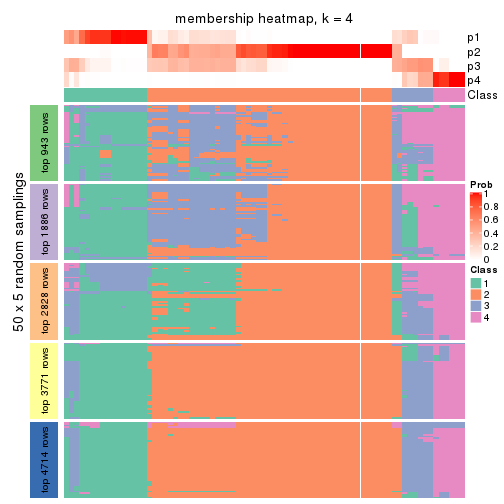 membership heatmap, k = 4
p1
p2
p3
p4
Class
50 x 5 random samplings
top 943 rows
top 1886 rows
top 2828 rows
top 3771 rows
top 4714 rows
Prob
1
0.8
0.6
0.4
0.2
0
Class
1
2
3
4